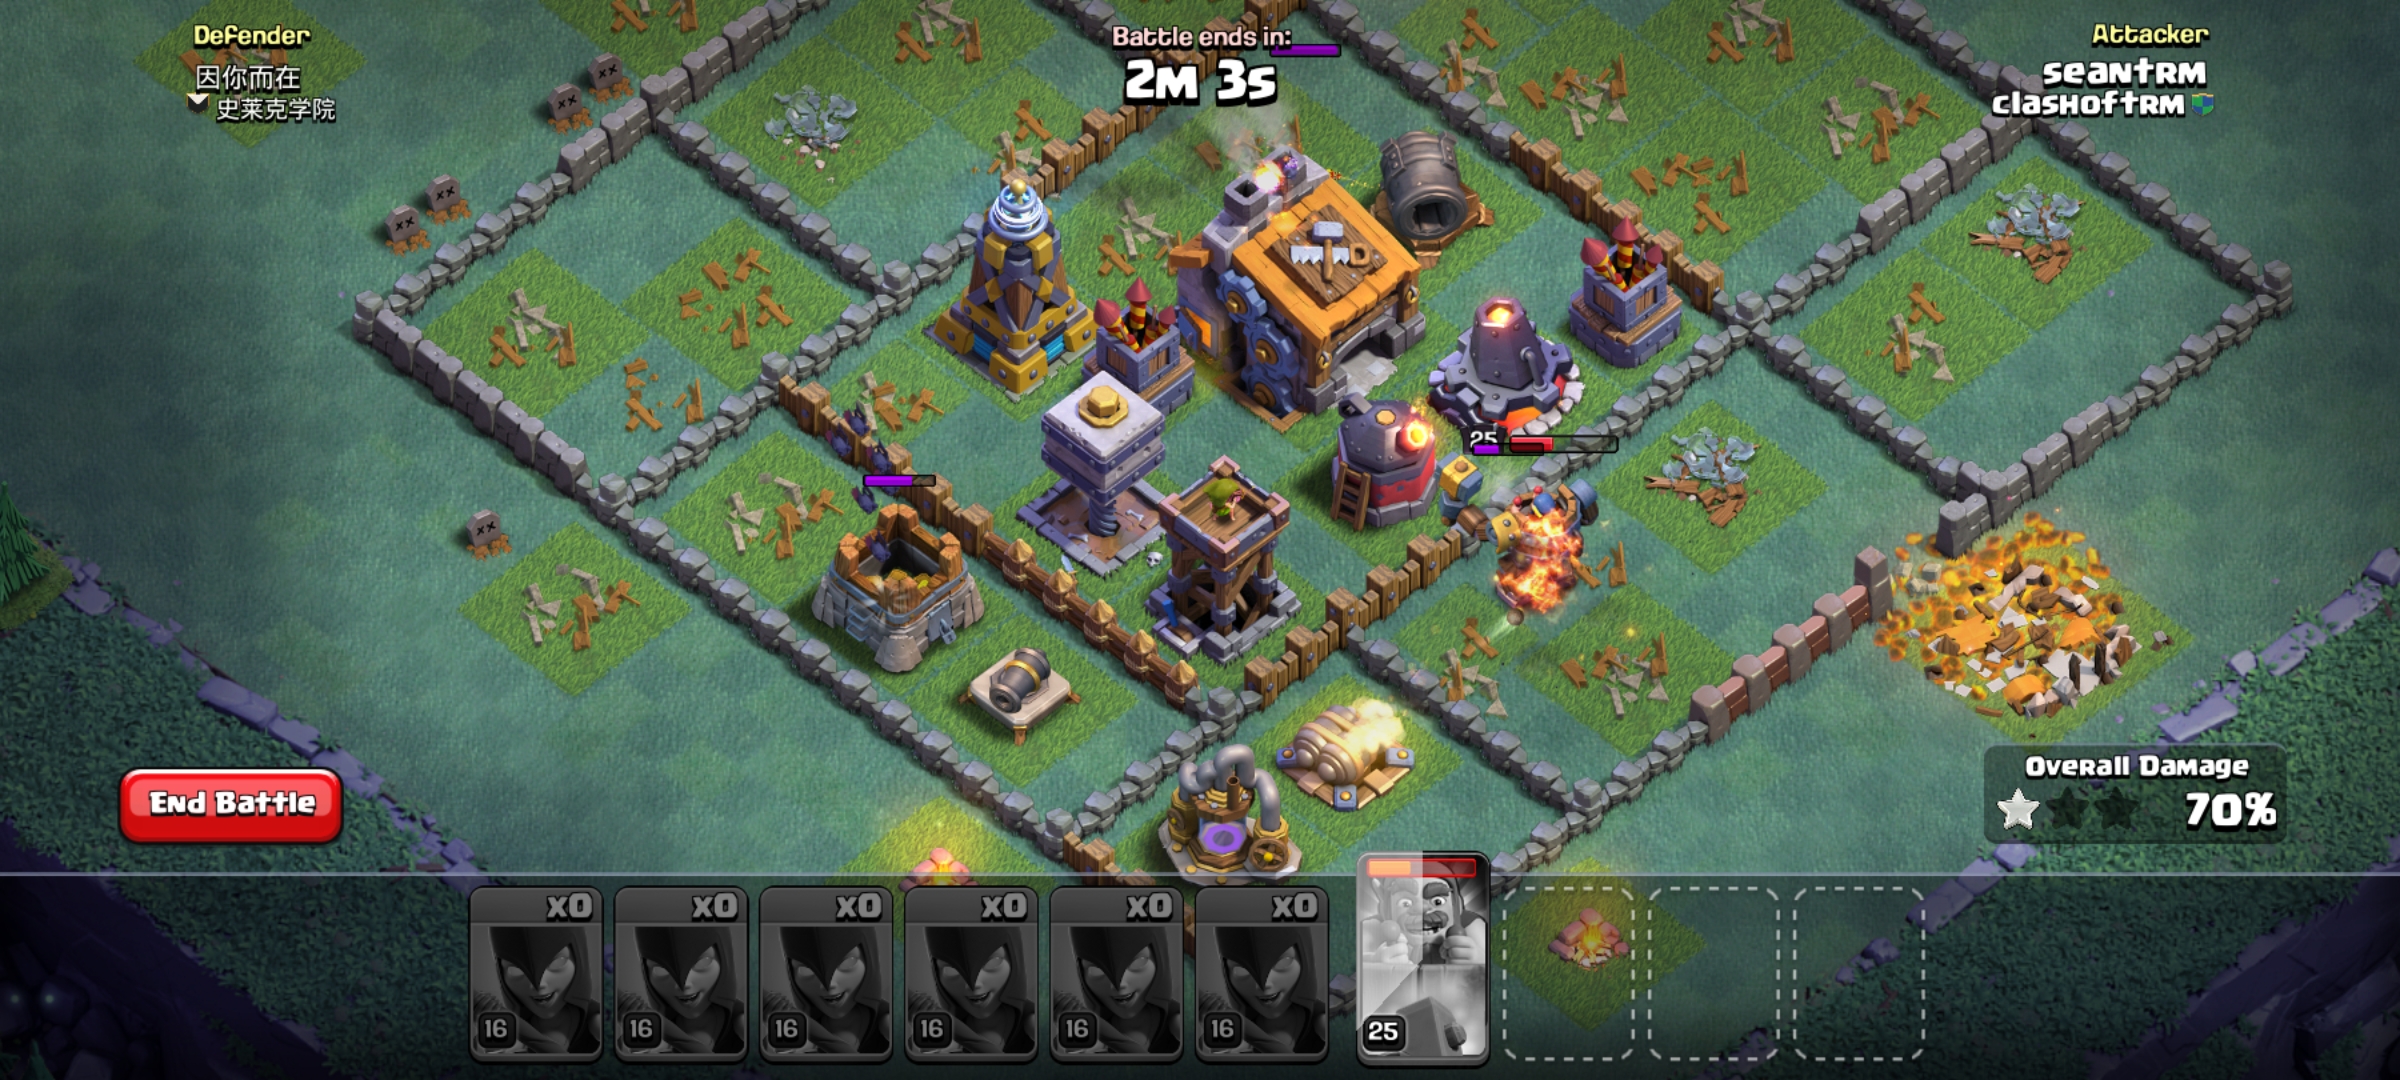 Defender
因你而在
史莱克学院
Battle ends in:
2M 3s
Attacker
seantRM
clashoftRM
25
End Battle
Overall Damage
70%
x0
x0
x0
x0
x0
x0
16
16
16
16
16
16
25